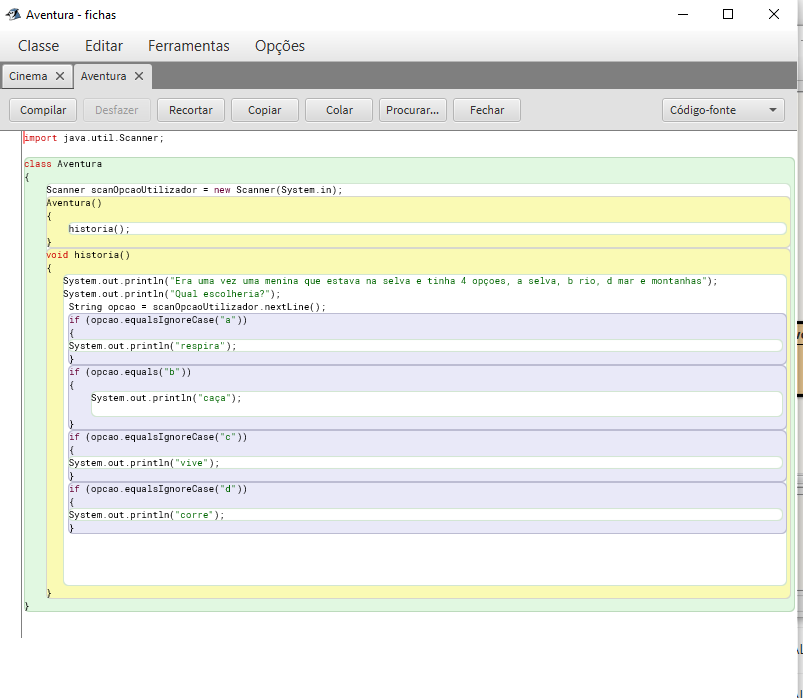 Aventura - fichas
Classe Editar Ferramentas Opções
Cinema Aventura
Compilar Desfazer Recortar Copiar Colar Procurar... Fechar Código-fonte
import java.util.Scanner;
class Aventura
{
Scanner scanOpcaoUtilizador = new Scanner(System.in);
Aventura()
{
historia();
}
void historia()
{
System.out.println("Era uma vez uma menina que estava na selva e tinha 4 opçoes, a selva, b rio, d mar e montanhas");
System.out.println("Qual escolheria?");
String opcao = scanOpcaoUtilizador.nextLine();
if (opcao.equalsIgnoreCase("a"))
{
System.out.println("respira");
}
if (opcao.equals("b"))
{
System.out.println("caça");
}
if (opcao.equalsIgnoreCase("c"))
{
System.out.println("vive");
}
if (opcao.equalsIgnoreCase("d"))
{
System.out.println("corre");
}
}
}